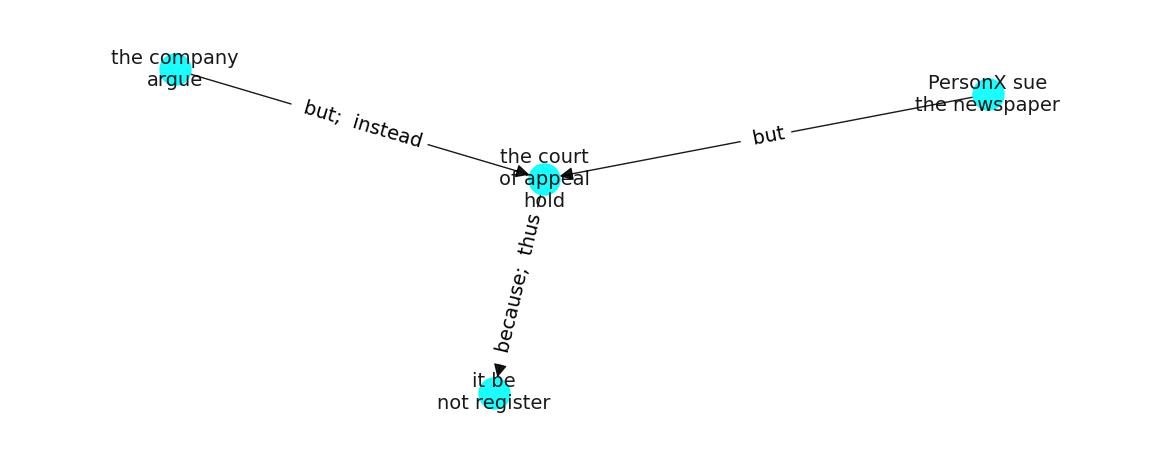 the company
argue
PersonX sue
the newspaper
but;  instead
but
the court
of appeal
hold
because;  thus
it be
not register